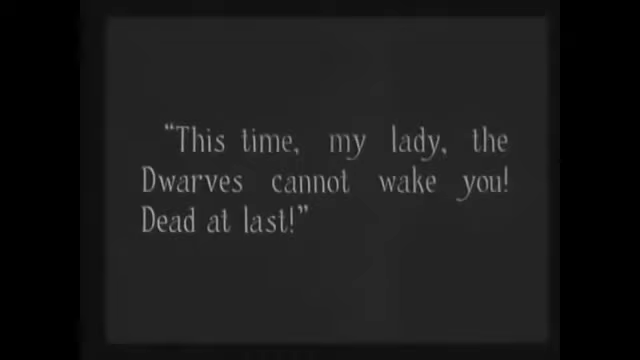 “This time, my lady, the
Dwarves cannot wake you!
Dead at last!”